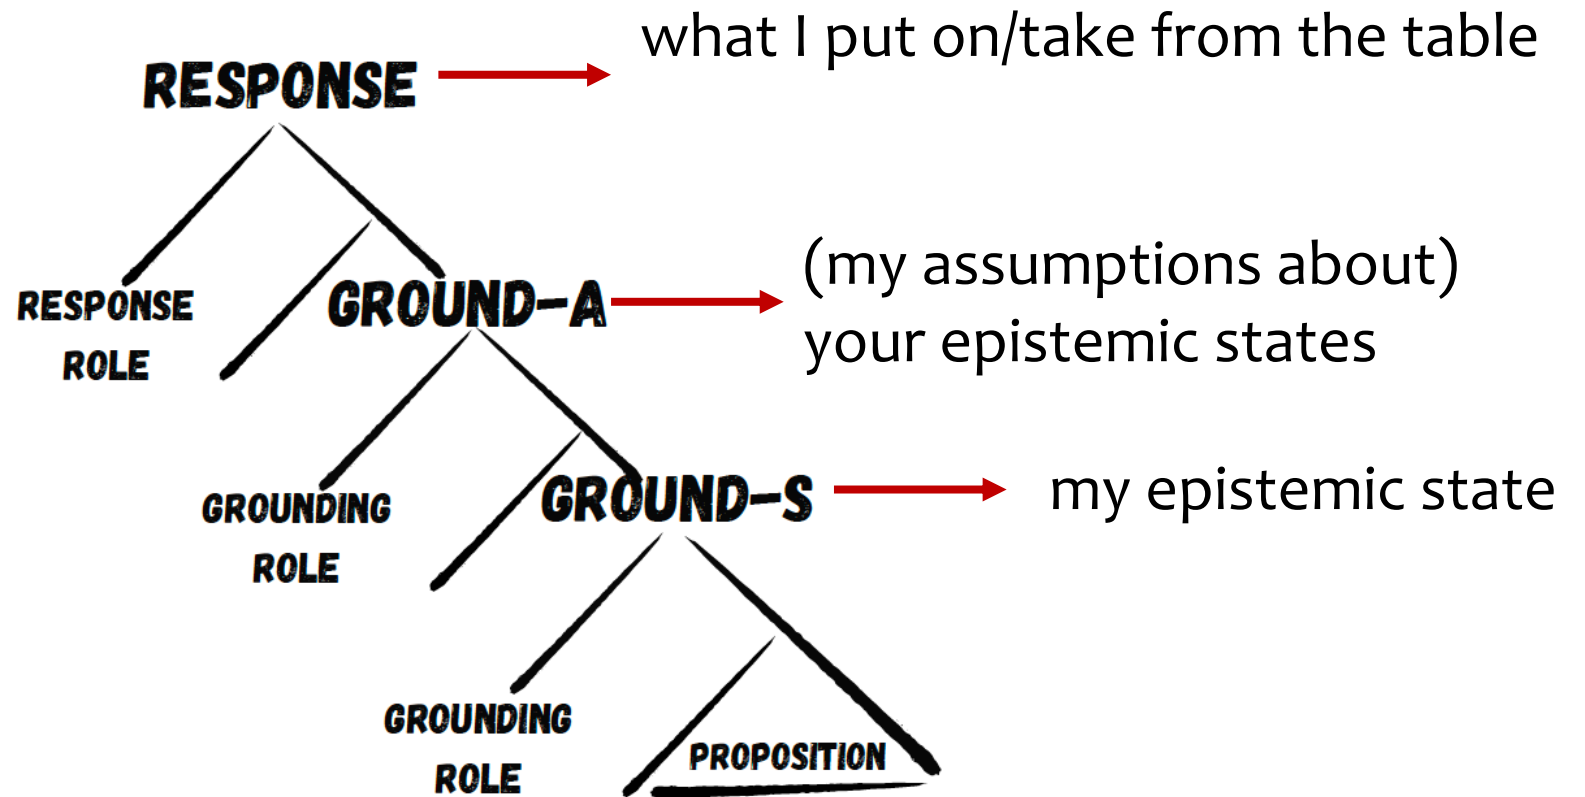 what I put on/take from the table
RESPONSE
(my assumptions about)
RESPONSE
ROLE
GROUND-A
your epistemic states
GROUNDING
ROLE
GROUND-S
my epistemic state
GROUNDING
ROLE
PROPOSITION